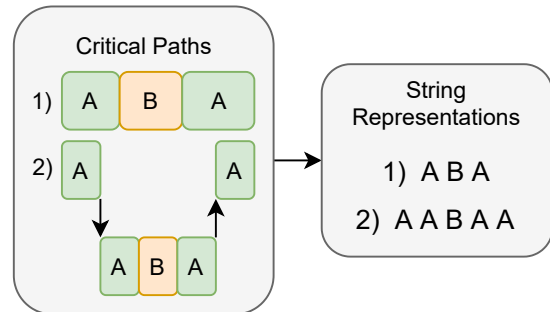 Critical Paths
1) A B A
2) A A
A B A
String
Representations
1) A B A
2) A A B A A